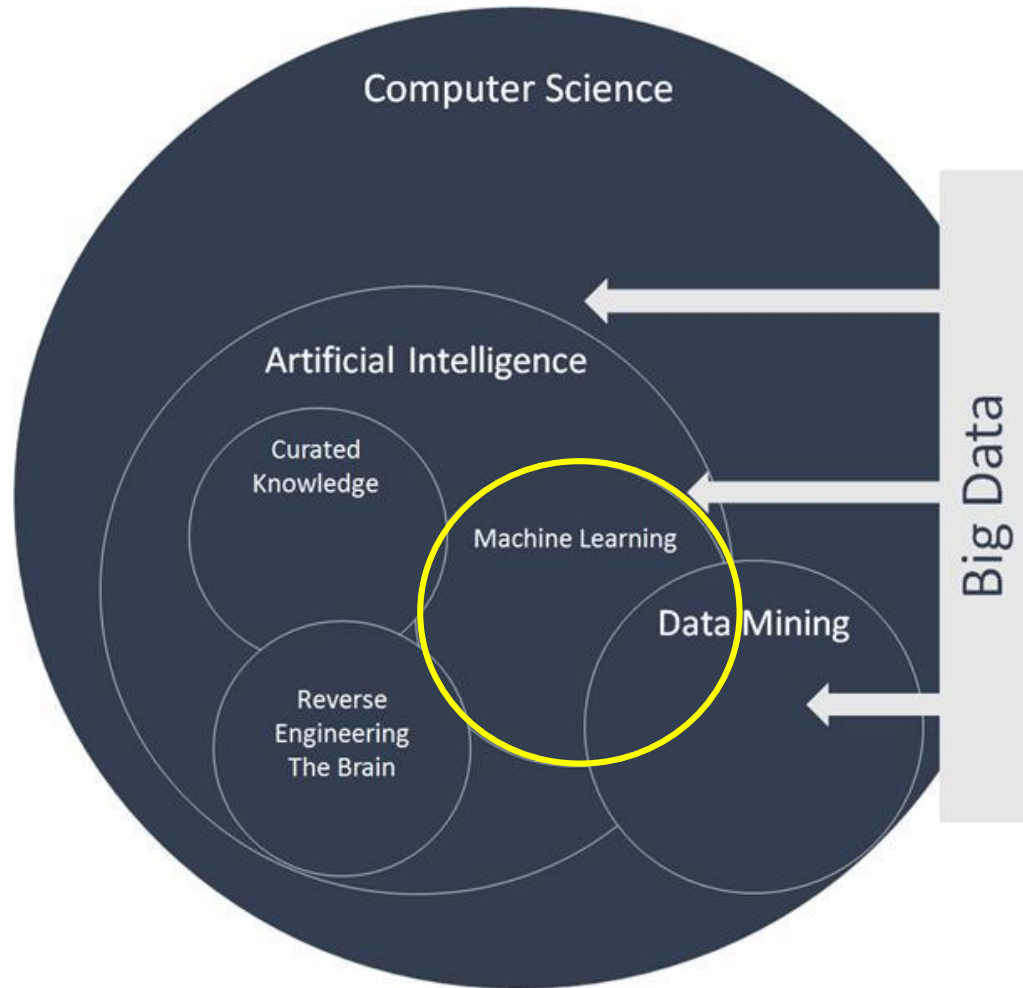 Computer Science
Artificial Intelligence
Curated
Knowledge
Machine Learning
Data Mining
Reverse
Engineering
The Brain
Big Data